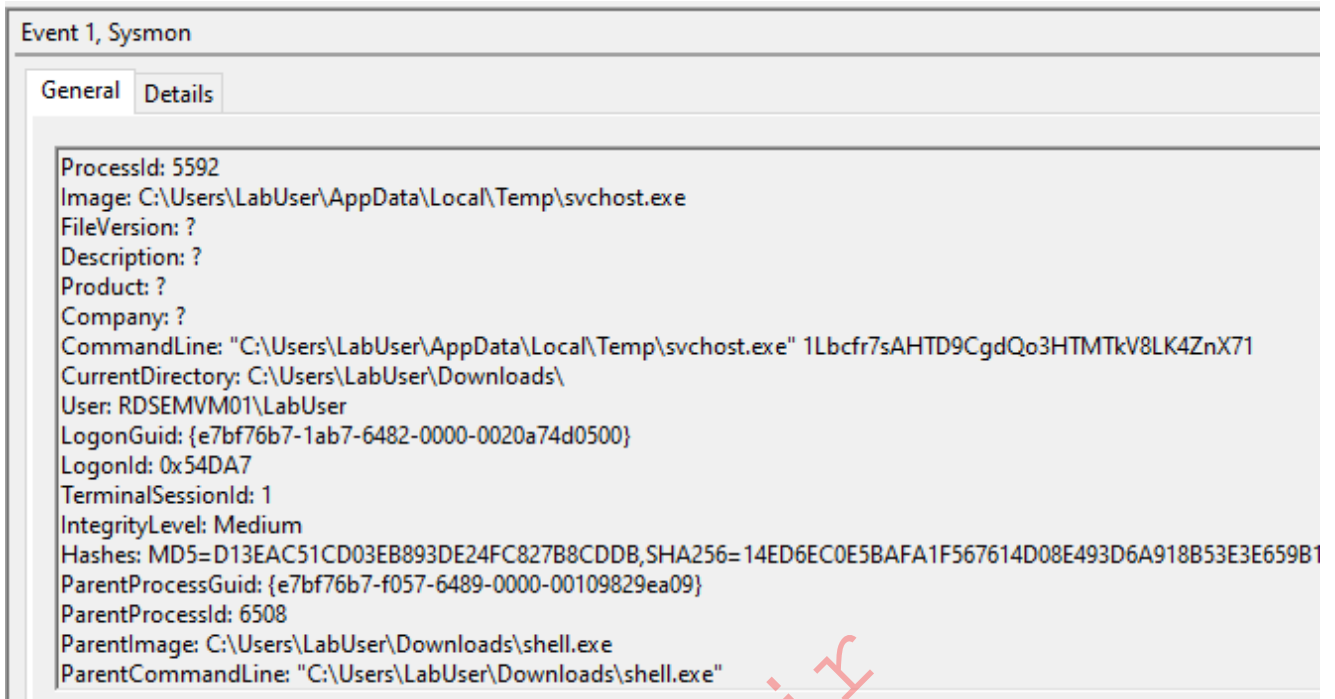 Event 1, Sysmon
General Details
ProcessId: 5592
Image: C:\Users\LabUser\AppData\Local\Temp\svchost.exe
FileVersion: ?
Description: ?
Product: ?
Company: ?
CommandLine: "C:\Users\LabUser\AppData\Local\Temp\svchost.exe" 1Lbcfr7sAHTD9CgdQo3HTMTkV8LK4ZnX71
CurrentDirectory: C:\Users\LabUser\Downloads\
User: RDSEMVM01\LabUser
LogonGuid: {e7bf76b7-1ab7-6482-0000-0020a74d0500}
LogonId: 0x54DA7
TerminalSessionId: 1
IntegrityLevel: Medium
Hashes: MD5=D13EAC51CD03EB893DE24FC827B8CDDB,SHA256=14ED6EC0E5BAFA1F567614D08E493D6A918B53E3E659B1
ParentProcessGuid: {e7bf76b7-f057-6489-0000-00109829ea09}
ParentProcessId: 6508
ParentImage: C:\Users\LabUser\Downloads\shell.exe
ParentCommandLine: "C:\Users\LabUser\Downloads\shell.exe"